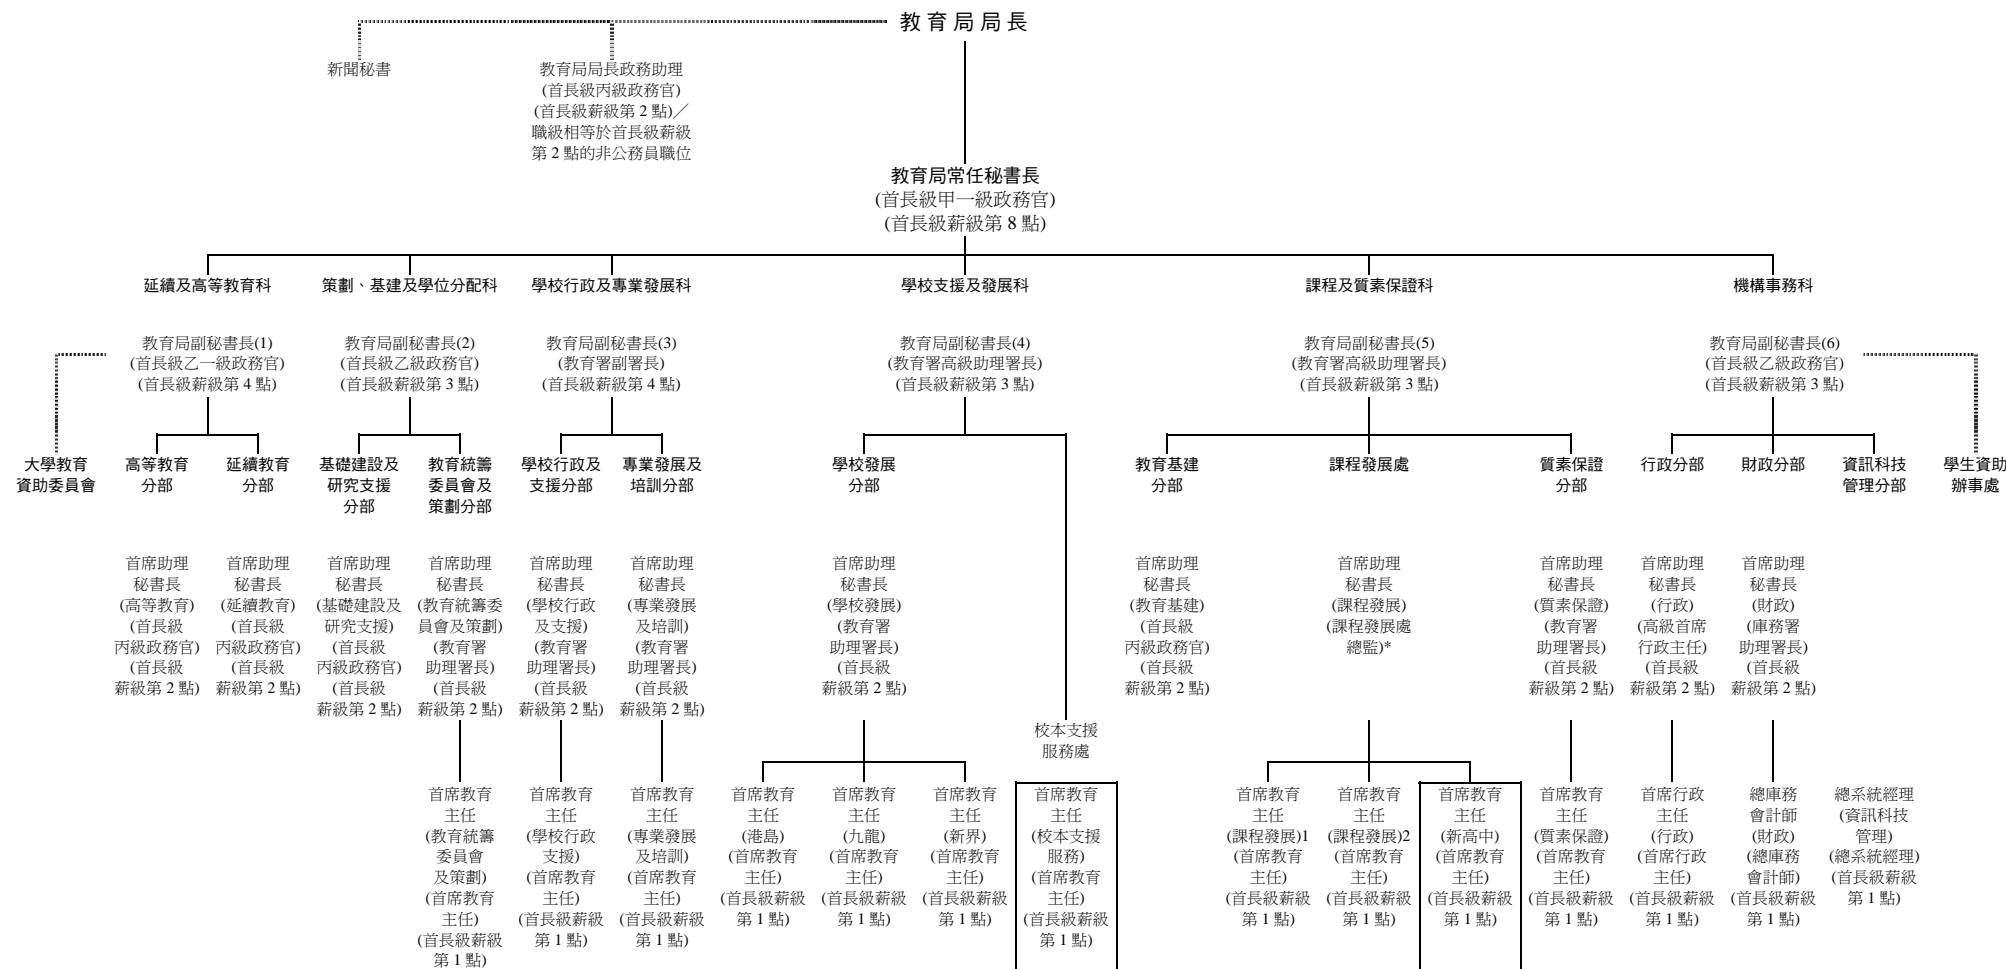 教育局局長
新聞秘書
教育局局長政務助理
(首長級丙級政務官)
(首長級薪級第 2 點)／
職級相等於首長級薪級
第 2 點的非公務員職位
教育局常任秘書長
(首長級甲一級政務官)
(首長級薪級第 8 點)
延續及高等教育科
策劃、基建及學位分配科
學校行政及專業發展科
學校支援及發展科
課程及質素保證科
機構事務科
教育局副秘書長(1)
(首長級乙一級政務官)
(首長級薪級第 4 點)
教育局副秘書長(2)
(首長級乙級政務官)
(首長級薪級第 3 點)
教育局副秘書長(3)
(教育署副署長)
(首長級薪級第 4 點)
教育局副秘書長(4)
(教育署高級助理署長)
(首長級薪級第 3 點)
教育局副秘書長(5)
(教育署高級助理署長)
(首長級薪級第 3 點)
教育局副秘書長(6)
(首長級乙級政務官)
(首長級薪級第 3 點)
大學教育
資助委員會
高等教育
分部
延續教育
分部
基礎建設及
研究支援
分部
教育統籌
委員會及
策劃分部
學校行政及
支援分部
專業發展及
培訓分部
學校發展
分部
教育基建
分部
課程發展處
質素保證
分部
行政分部
財政分部
資訊科技
管理分部
學生資助
辦事處
首席助理
秘書長
(高等教育)
(首長級
丙級政務官)
(首長級
薪級第 2 點)
首席助理
秘書長
(延續教育)
(首長級
丙級政務官)
(首長級
薪級第 2 點)
首席助理
秘書長
(基礎建設及
研究支援)
(首長級
丙級政務官)
(首長級
薪級第 2 點)
首席助理
秘書長
(教育統籌委
員會及策劃)
(教育署
助理署長)
(首長級
薪級第 2 點)
首席助理
秘書長
(學校行政
及支援)
(教育署
助理署長)
(首長級
薪級第 2 點)
首席助理
秘書長
(專業發展
及培訓)
(教育署
助理署長)
(首長級
薪級第 2 點)
首席助理
秘書長
(學校發展)
(教育署
助理署長)
(首長級
薪級第 2 點)
首席助理
秘書長
(教育基建)
(首長級
丙級政務官)
(首長級
薪級第 2 點)
首席助理
秘書長
(課程發展)
(課程發展處
總監)*
首席助理
秘書長
(質素保證)
(教育署
助理署長)
(首長級
薪級第 2 點)
首席助理
秘書長
(行政)
(高級首席
行政主任)
(首長級
薪級第 2 點)
首席助理
秘書長
(財政)
(庫務署
助理署長)
(首長級
薪級第 2 點)
校本支援
服務處
首席教育
主任
(教育統籌
委員會
及策劃)
(首席教育
主任)
(首長級薪級
第 1 點)
首席教育
主任
(學校行政
支援)
(首席教育
主任)
(首長級薪級
第 1 點)
首席教育
主任
(專業發展
及培訓)
(首席教育
主任)
(首長級薪級
第 1 點)
首席教育
主任
(港島)
(首席教育
主任)
(首長級薪級
第 1 點)
首席教育
主任
(九龍)
(首席教育
主任)
(首長級薪級
第 1 點)
首席教育
主任
(新界)
(首席教育
主任)
(首長級薪級
第 1 點)
首席教育
主任
(校本支援
服務)
(首席教育
主任)
(首長級薪級
第 1 點)
首席教育
主任
(課程發展)1
(首席教育
主任)
(首長級薪級
第 1 點)
首席教育
主任
(課程發展)2
(首席教育
主任)
(首長級薪級
第 1 點)
首席教育
主任
(新高中)
(首席教育
主任)
(首長級薪級
第 1 點)
首席教育
主任
(質素保證)
(首席教育
主任)
(首長級薪級
第 1 點)
首席行政
主任
(行政)
(首席行政
主任)
(首長級薪級
第 1 點)
總庫務
會計師
(財政)
(總庫務
會計師)
(首長級薪級
第 1 點)
總系統經理
(資訊科技
管理)
(總系統經理)
(首長級薪級
第 1 點)